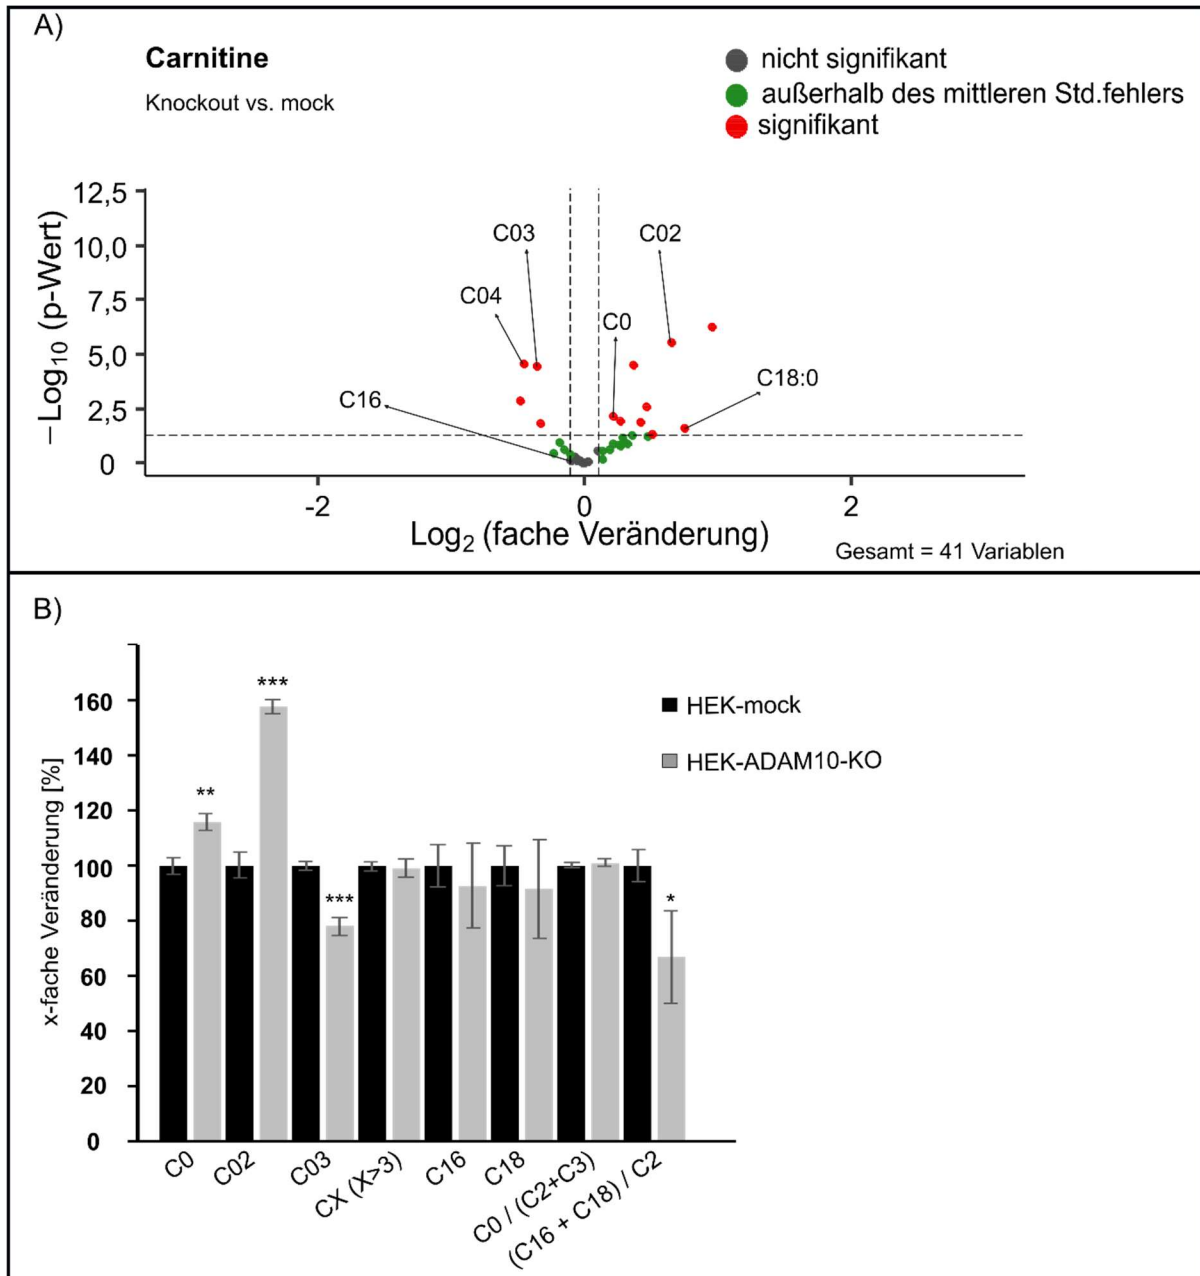 A)
Carnitine
Knockout vs. mock
nicht signifikant
außerhalb des mittleren Std.fehlers
signifikant
−Log10 (p-Wert)
12,5
10,0
7,5
5,0
2,5
0
C03
C02
C04
C0
C18:0
C16
-2
0
2
Log2 (fache Veränderung)
Gesamt = 41 Variablen
B)
x-fache Veränderung [%]
160
140
120
100
80
60
40
20
0
**
***
***
*
HEK-mock
HEK-ADAM10-KO
C0
C02
C03
CX (X>3)
C16
C18
C0 / (C2+C3)
(C16 + C18) / C2